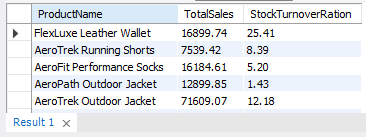 ProductName TotalSales StockTurnoverRation
FlexLuxe Leather Wallet 16899.74 25.41
AeroTrek Running Shorts 7539.42 8.39
AeroFit Performance Socks 16184.61 5.20
AeroPath Outdoor Jacket 12899.85 1.43
AeroTrek Outdoor Jacket 71609.07 12.18
Result 1 ×